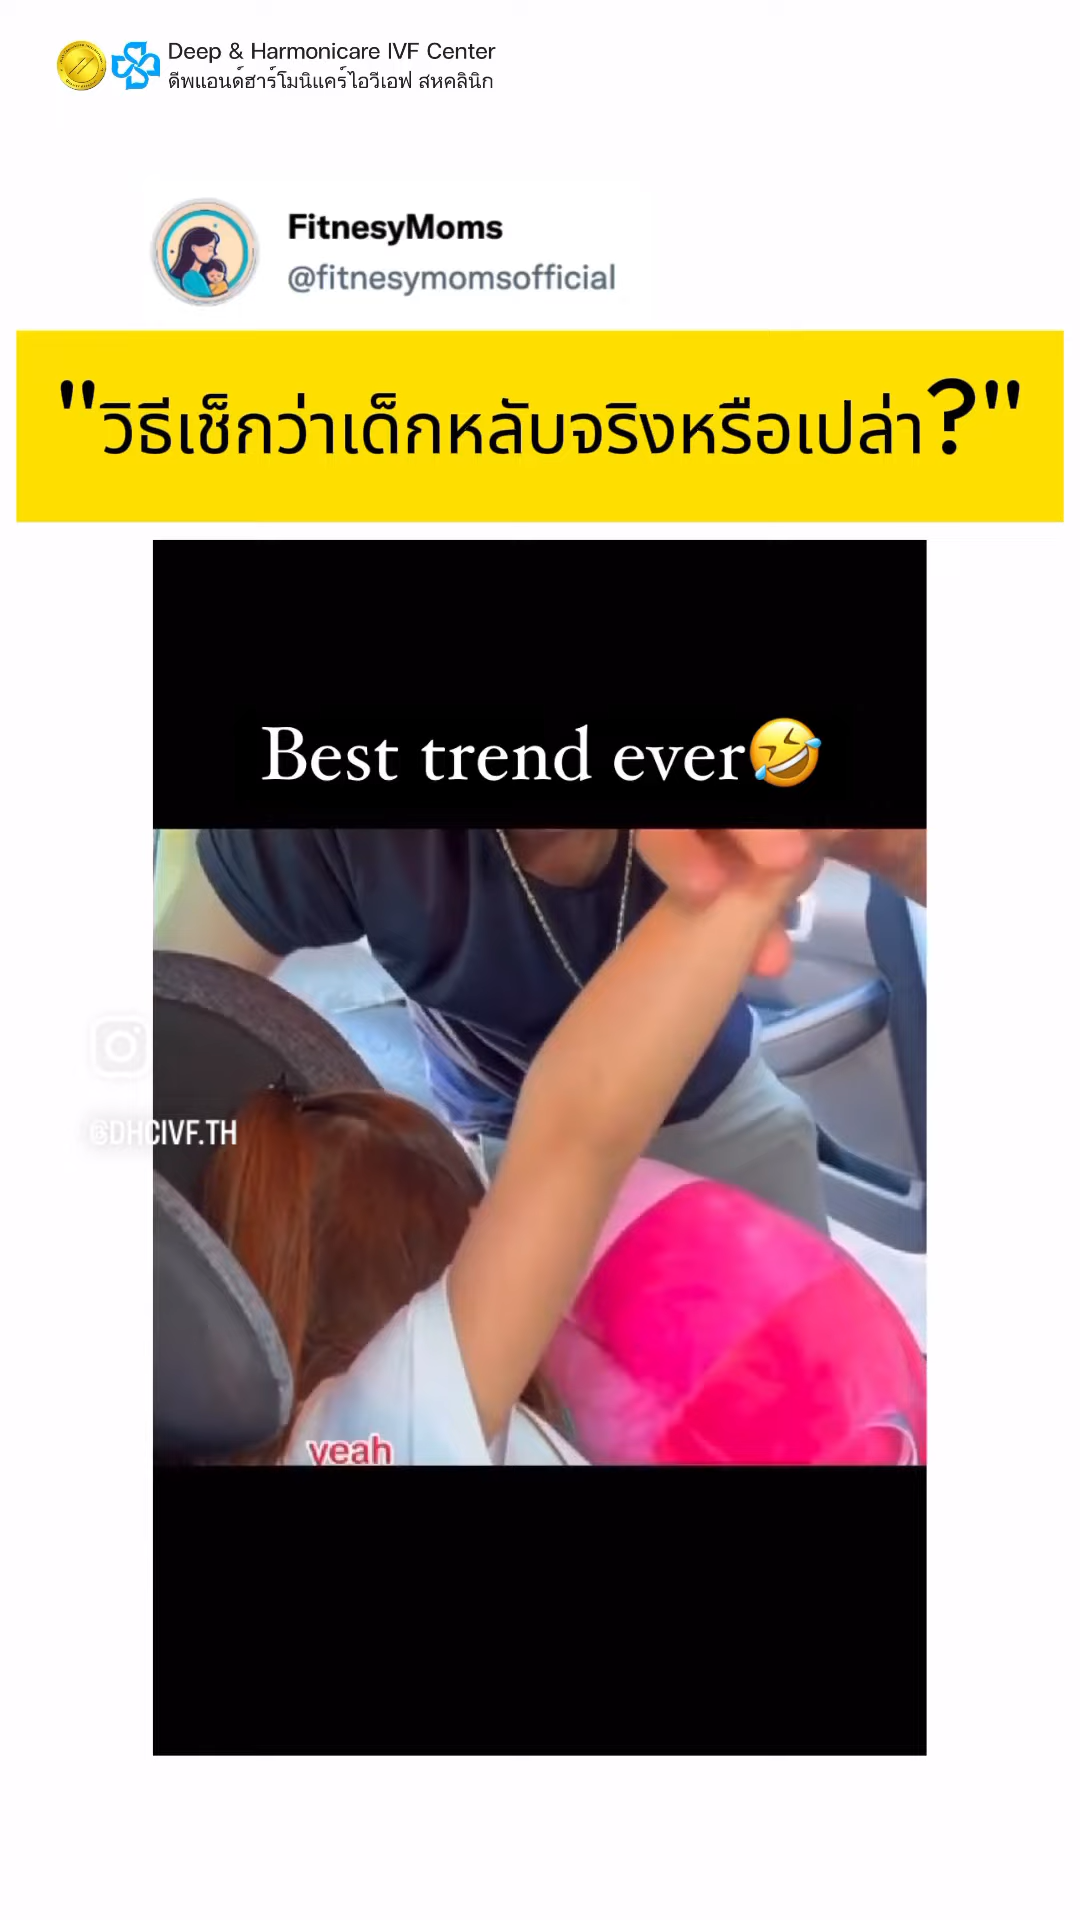 Deep & Harmonicare IVF Center
ดีพแอนด์ฮาร์โมนิแคร์ไอวีเอฟ สหคลินิก
FitnesyMoms
@fitnesymomsofficial
"วิธีเช็กว่าเด็กหลับจริงหรือเปล่า?"
Best trend ever🤣
@DHCIVF.TH
yeah